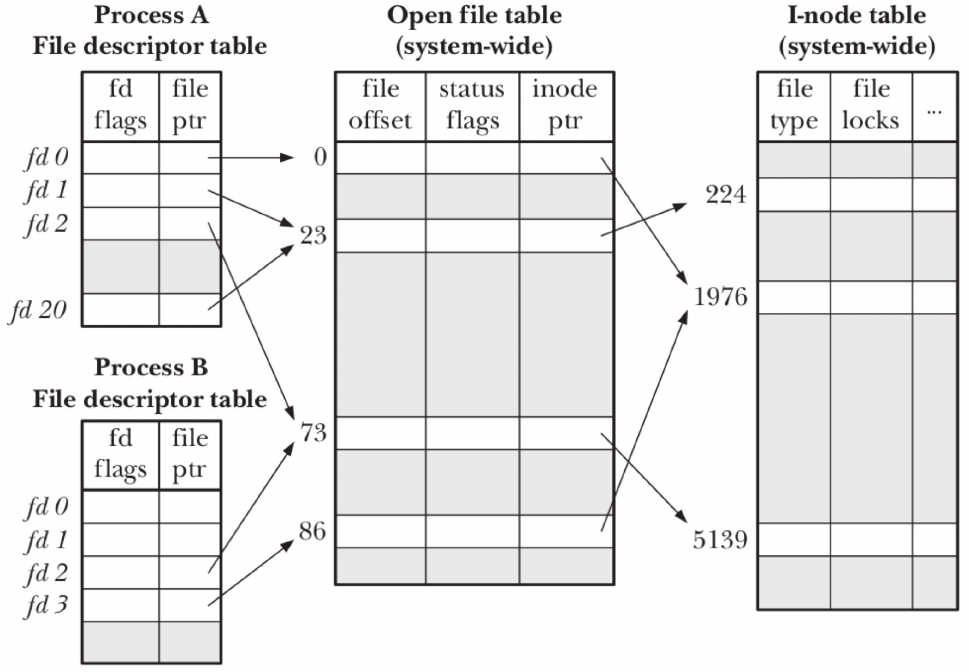 Process A
File descriptor table
fd
flags
file
ptr
fd 0
fd 1
fd 2
fd 20
Process B
File descriptor table
fd
flags
file
ptr
fd 0
fd 1
fd 2
fd 3
Open file table
(system-wide)
file
offset
status
flags
inode
ptr
0
23
73
86
I-node table
(system-wide)
file
type
file
locks
...
224
1976
5139